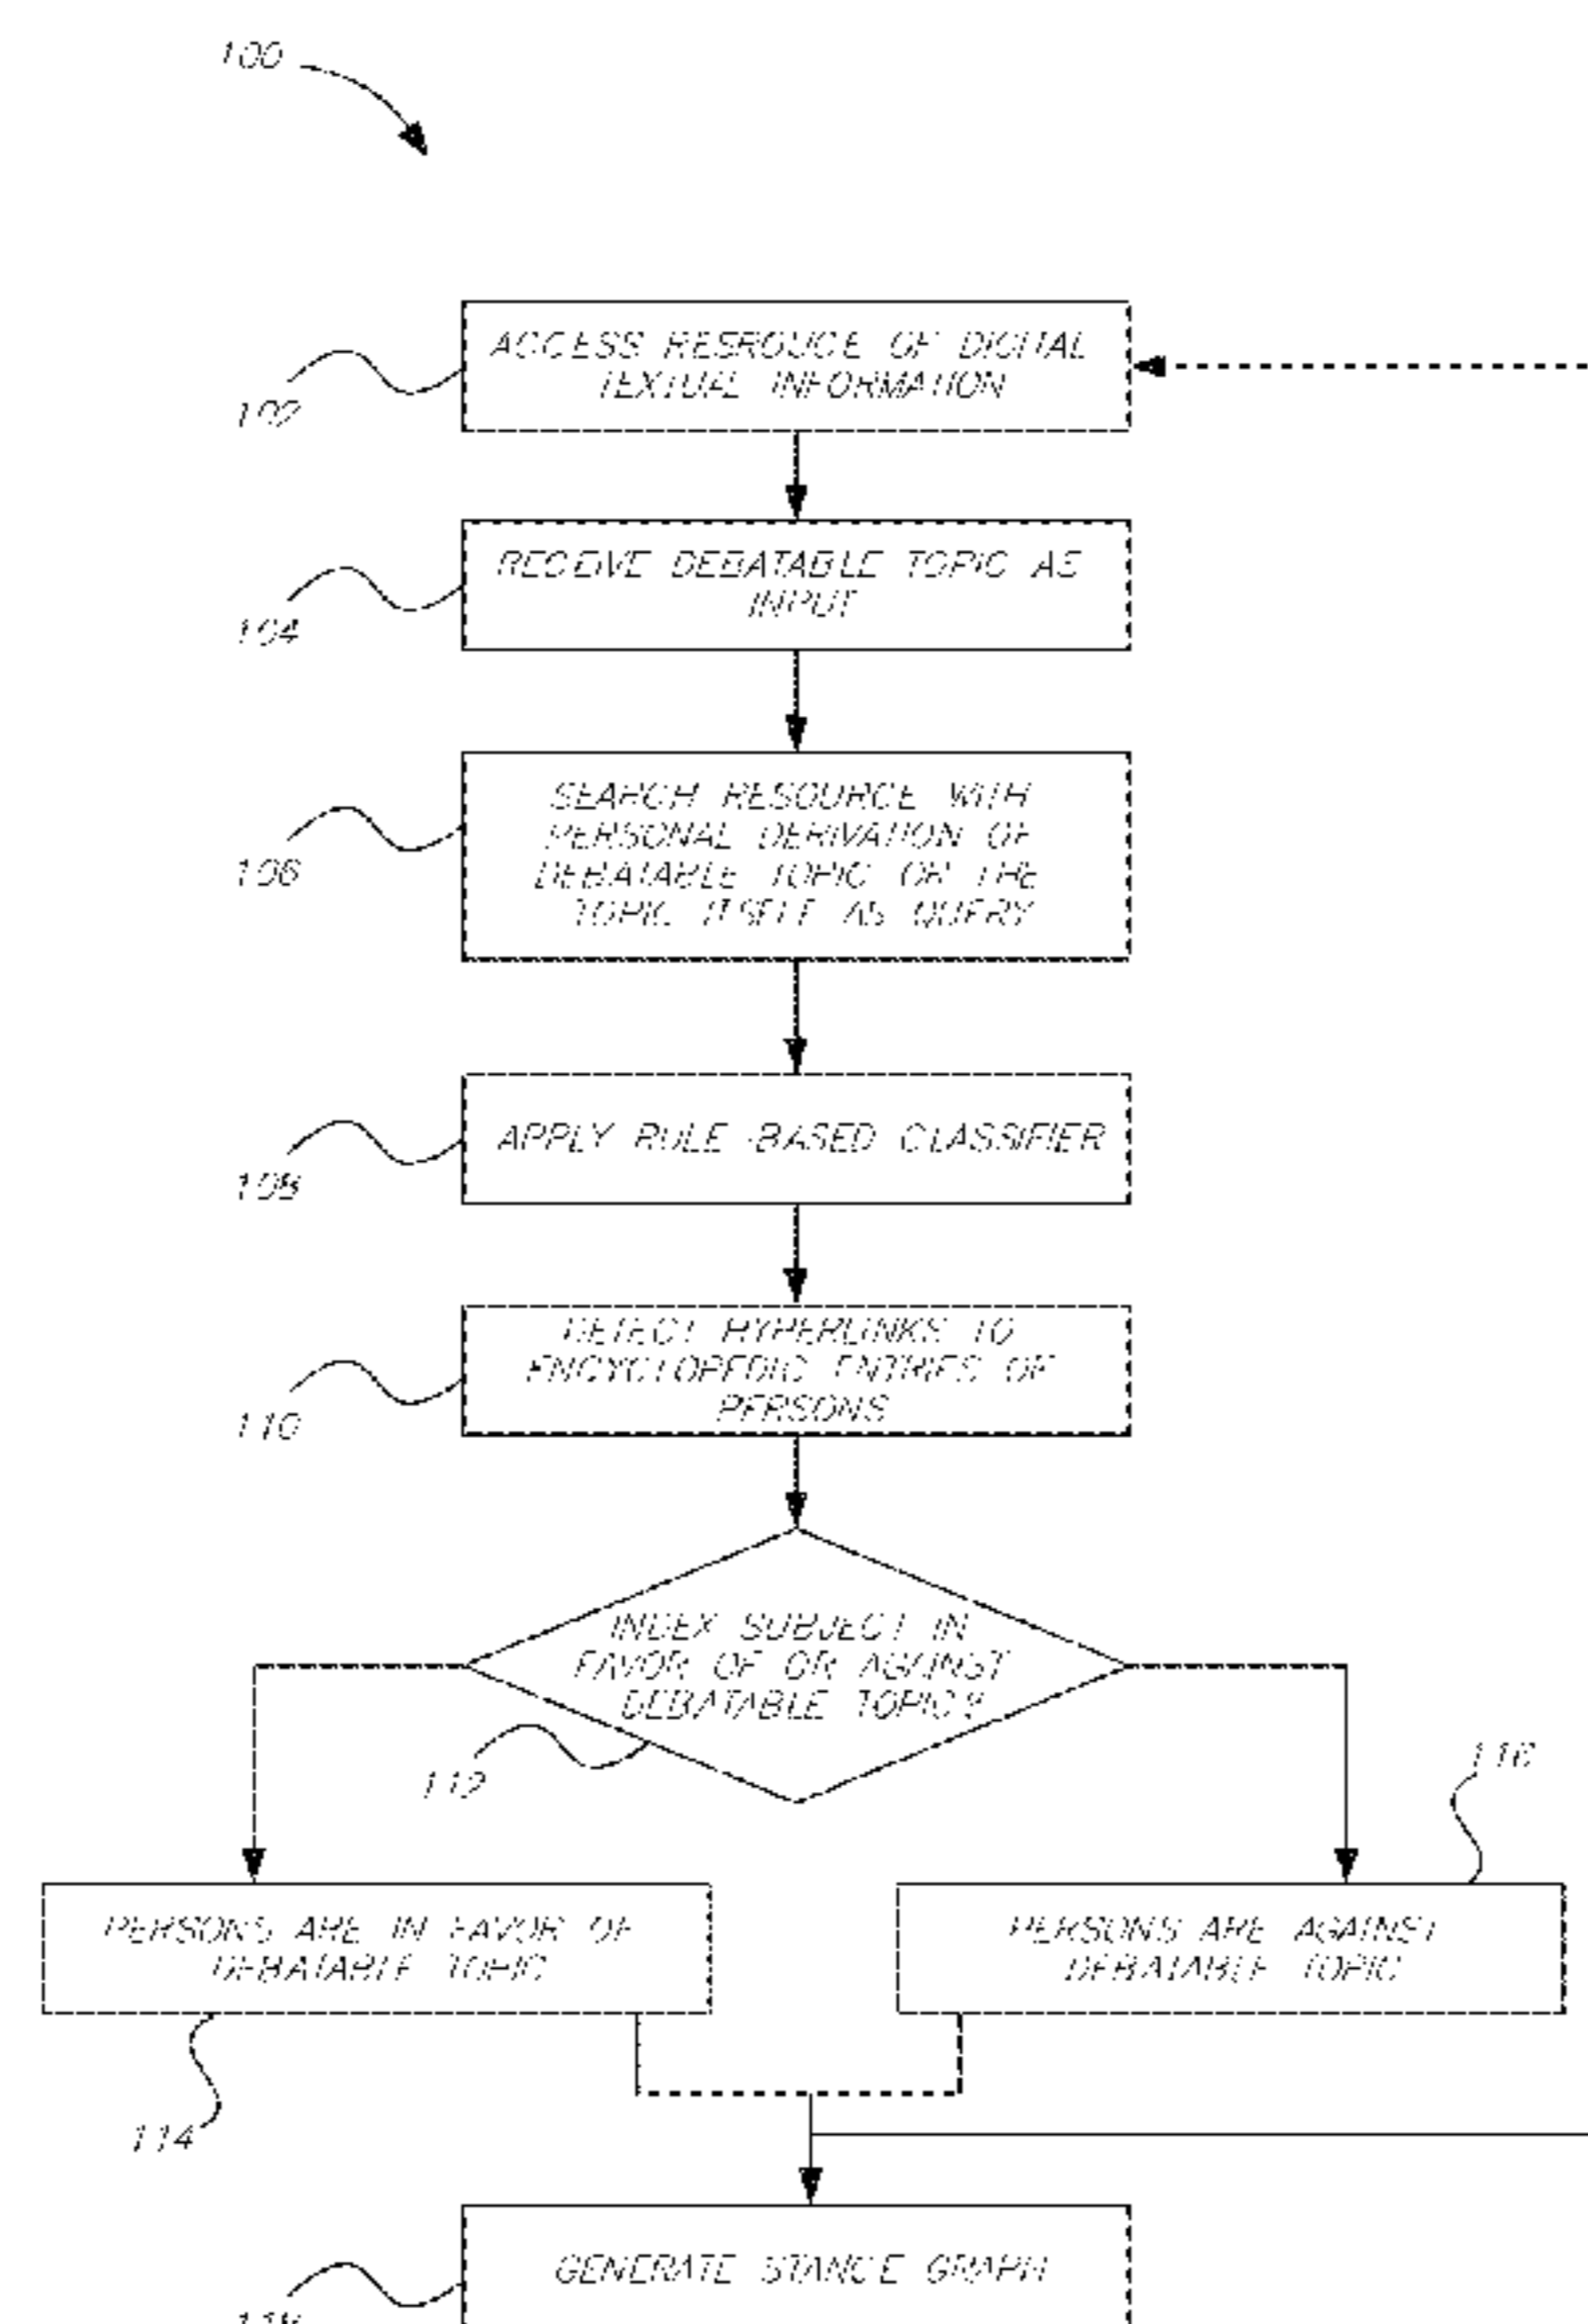 100
ACCESS RESROUCE OF DIGITAL
TEXTUAL INFORMATION
102
RECEIVE DEBATABLE TOPIC AS
INPUT
104
SEARCH RESOURCE WITH
PERSONAL DERIVATION OF
DEBATABLE TOPIC OR THE
TOPIC ITSELF AS QUERY
106
APPLY RULE-BASED CLASSIFIER
108
DETECT HYPERLINKS TO
ENCYCLOPEDIC ENTRIES OF
PERSONS
110
INDEX SUBJECT IN
FAVOR OF OR AGAINST
DEBATABLE TOPIC?
112
116
PERSONS ARE IN FAVOR OF
DEBATABLE TOPIC
PERSONS ARE AGAINST
DEBATABLE TOPIC
114
GENERATE STANCE GRAPH
118